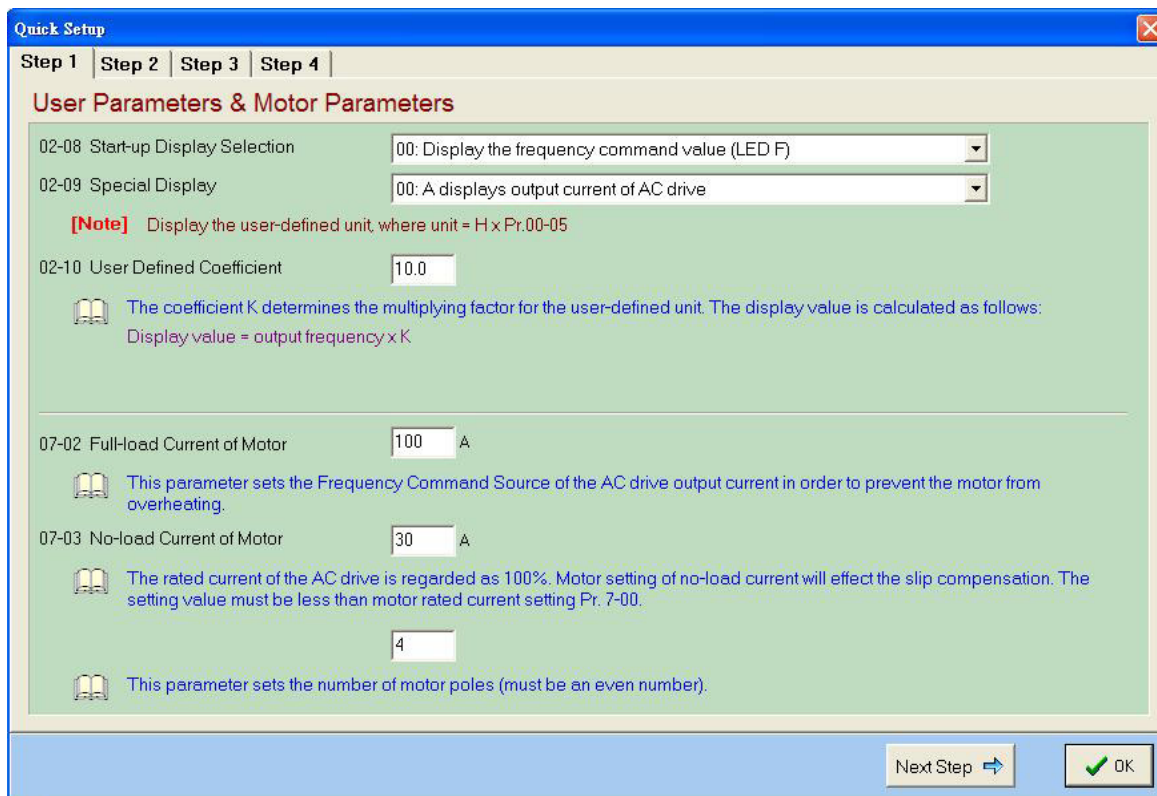 Quick Setup
Step 1 Step 2 Step 3 Step 4
User Parameters & Motor Parameters
02-08 Start-up Display Selection 00: Display the frequency command value (LED F)
02-09 Special Display 00: A displays output current of AC drive
[Note] Display the user-defined unit, where unit = H x Pr.00-05
02-10 User Defined Coefficient 10.0
The coefficient K determines the multiplying factor for the user-defined unit. The display value is calculated as follows:
Display value = output frequency x K
07-02 Full-load Current of Motor 100 A
This parameter sets the Frequency Command Source of the AC drive output current in order to prevent the motor from
overheating.
07-03 No-load Current of Motor 30 A
The rated current of the AC drive is regarded as 100%. Motor setting of no-load current will effect the slip compensation. The
setting value must be less than motor rated current setting Pr. 7-00.
4
This parameter sets the number of motor poles (must be an even number).
Next Step OK